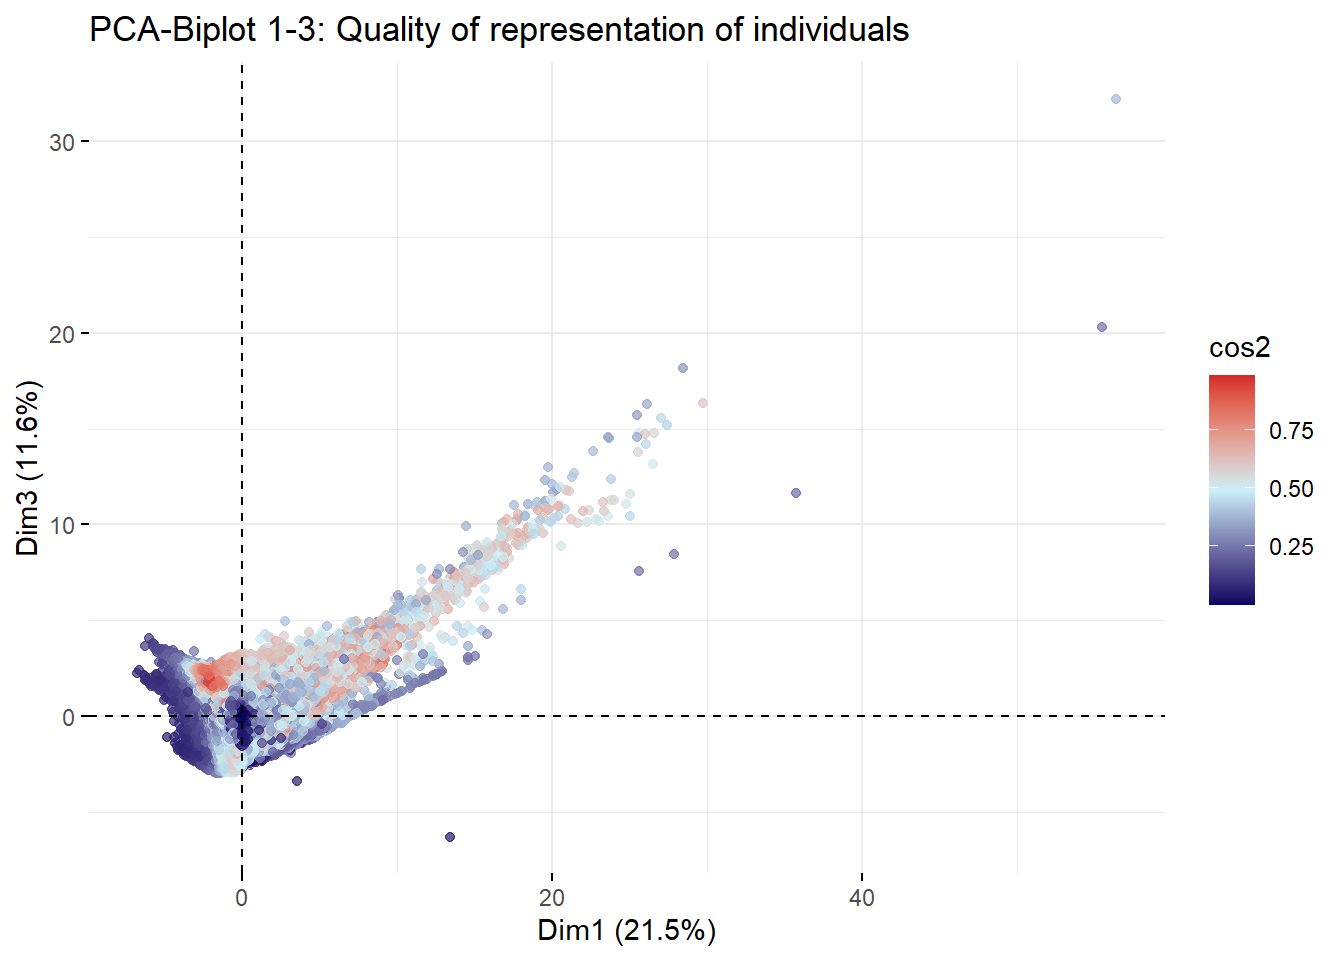 PCA-Biplot 1-3: Quality of representation of individuals
30
20
10
0
Dim3 (11.6%)
0
20
40
Dim1 (21.5%)
cos2
0.75
0.50
0.25